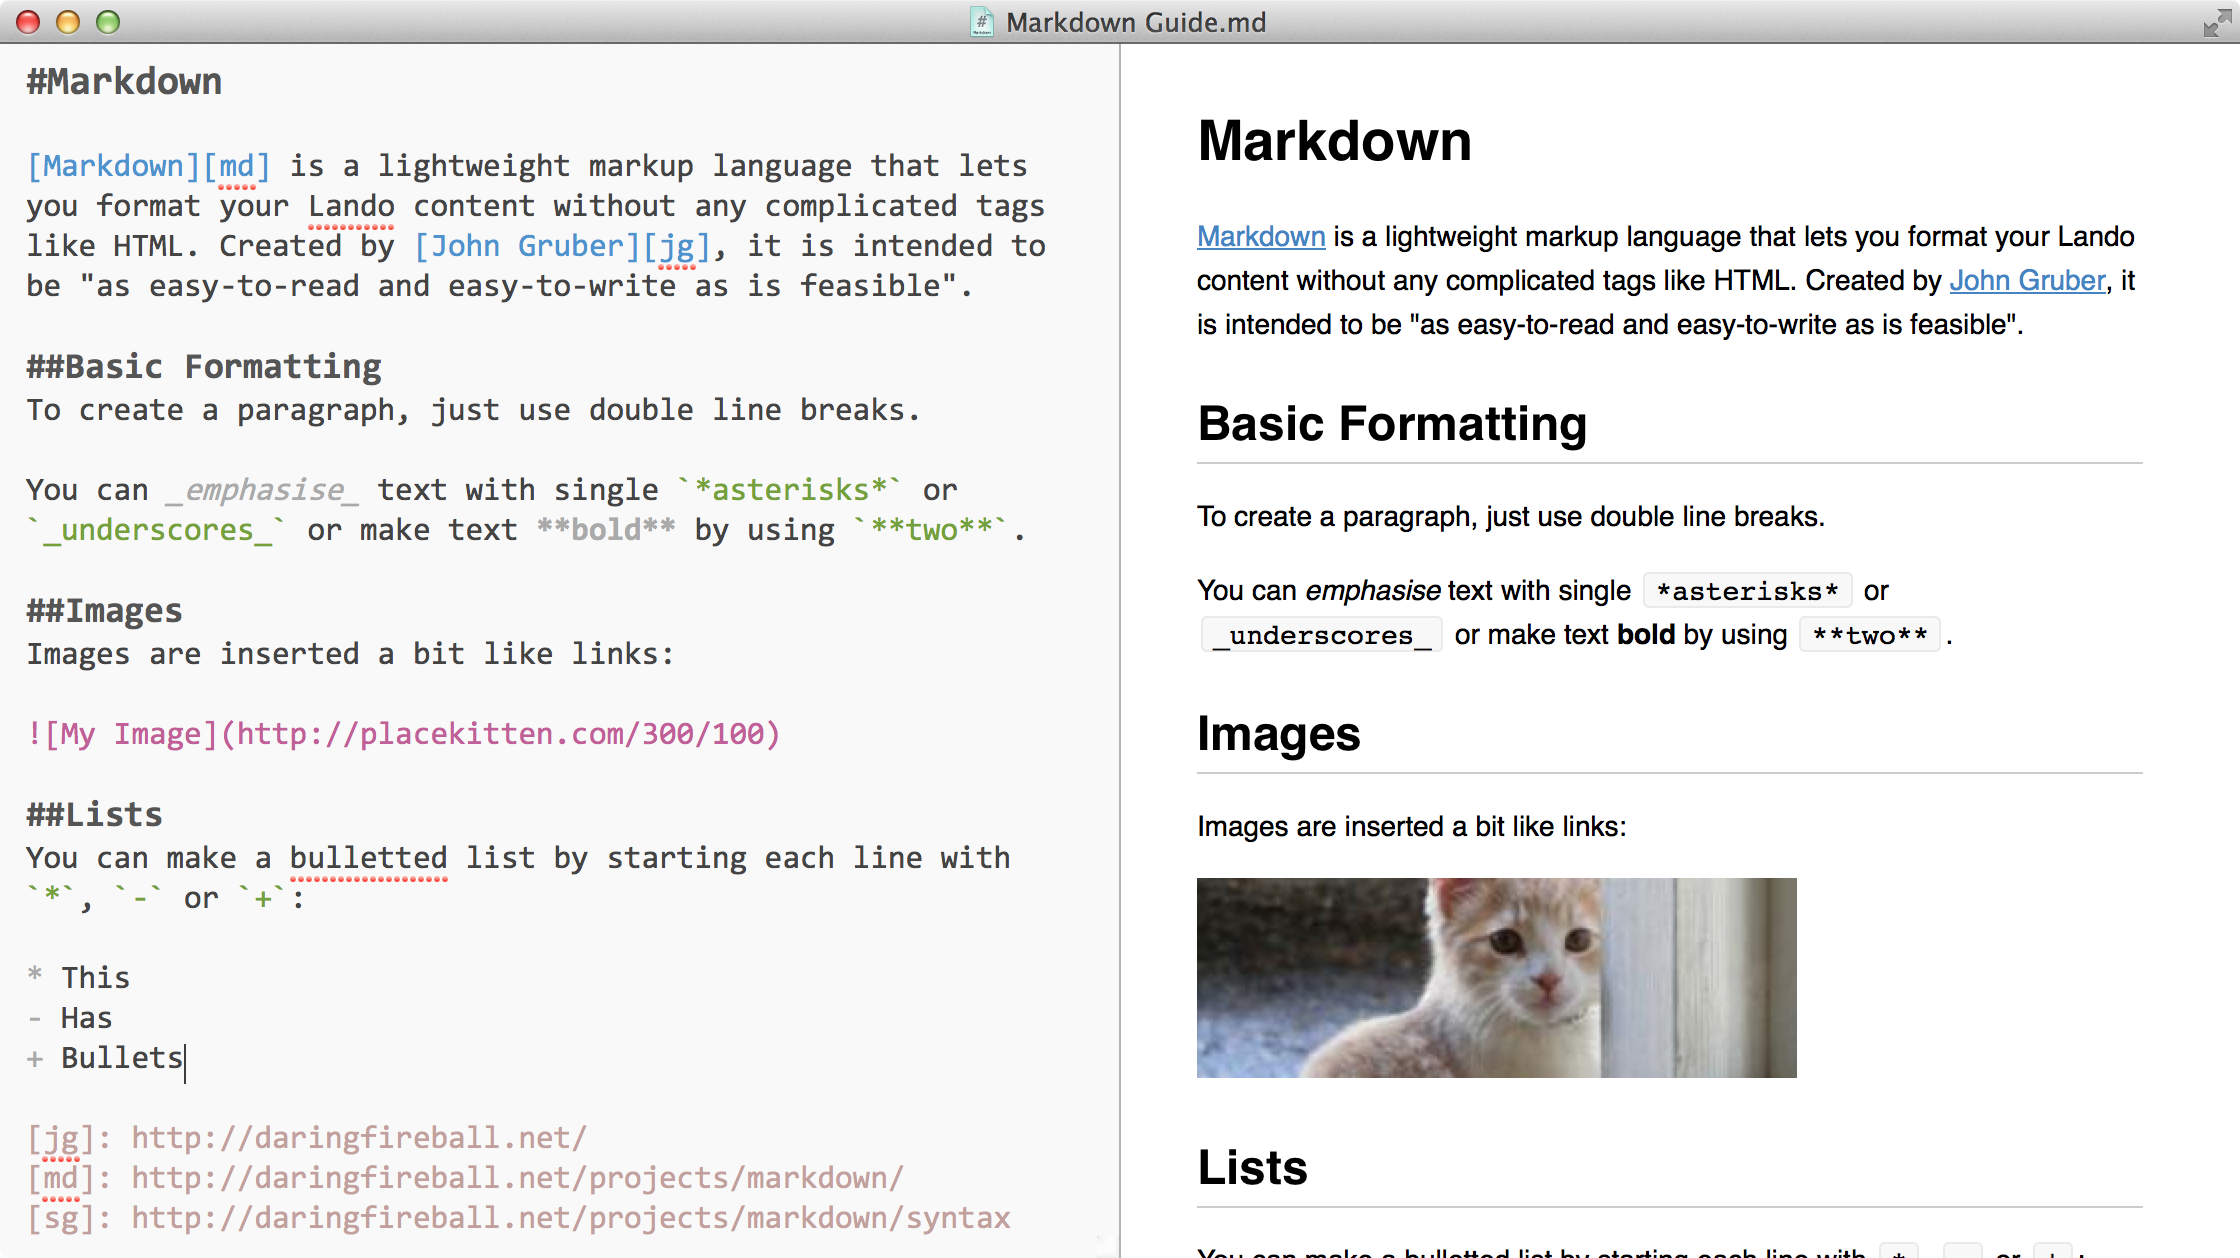 Markdown Guide.md
#Markdown
[Markdown][md] is a lightweight markup language that lets
you format your Lando content without any complicated tags
like HTML. Created by [John Gruber][jg], it is intended to
be "as easy-to-read and easy-to-write as is feasible".
##Basic Formatting
To create a paragraph, just use double line breaks.
You can _emphasise_ text with single `*asterisks*` or
`_underscores_` or make text **bold** by using `**two**`.
##Images
Images are inserted a bit like links:
![My Image](http://placekitten.com/300/100)
##Lists
You can make a bulletted list by starting each line with
`*`, `-` or `+`:
* This
- Has
+ Bullets
[jg]: http://daringfireball.net/
[md]: http://daringfireball.net/projects/markdown/
[sg]: http://daringfireball.net/projects/markdown/syntax
Markdown
Markdown is a lightweight markup language that lets you format your Lando
content without any complicated tags like HTML. Created by John Gruber, it
is intended to be "as easy-to-read and easy-to-write as is feasible".
Basic Formatting
To create a paragraph, just use double line breaks.
You can emphasise text with single *asterisks* or
_underscores_ or make text bold by using **two** .
Images
Images are inserted a bit like links:
Lists
You can make a bulletted list by starting each line with * - or + :